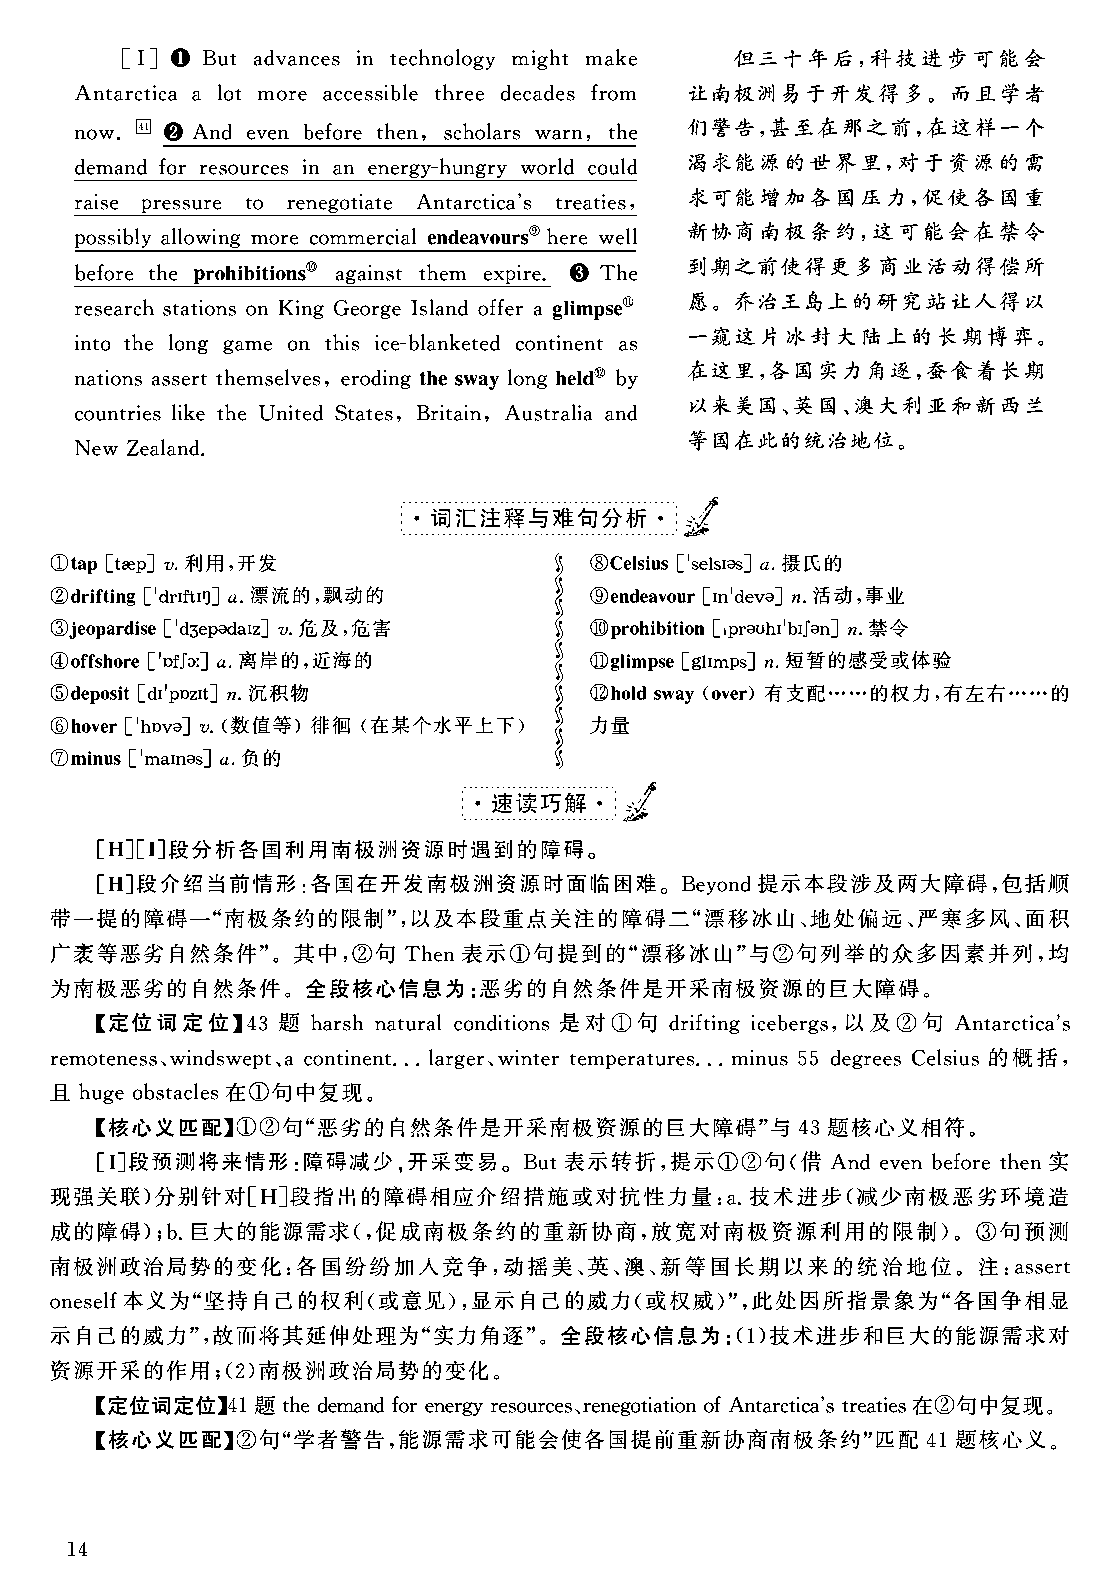 ［I］❶ But advances in technology might make
Antarctica a lot more accessible three decades from
now. 41 ❷ And even before then, scholars warn, the
demand for resources in an energy-hungry world could
raise pressure to renegotiate Antarctica's treaties,
possibly allowing more commercial endeavours⑨ here well
before the prohibitions⑩ against them expire. ❸ The
research stations on King George Island offer a glimpse⑪
into the long game on this ice-blanketed continent as
nations assert themselves, eroding the sway long held⑫ by
countries like the United States, Britain, Australia and
New Zealand.
但三十年后，科技进步可能会
让南极洲易于开发得多。而且学者
们警告，甚至在那之前，在这样一个
渴求能源的世界里，对于资源的需
求可能增加各国压力，促使各国重
新协商南极条约，这可能会在禁令
到期之前使得更多商业活动得偿所
愿。乔治王岛上的研究站让人得以
一窥这片冰封大陆上的长期博弈。
在这里，各国实力角逐，蚕食着长期
以来美国、英国、澳大利亚和新西兰
等国在此的统治地位。
·词汇注释与难句分析·
①tap［tæp］v. 利用，开发
②drifting［ˈdrɪftɪŋ］a. 漂流的，飘动的
③jeopardise［ˈdʒepədaɪz］v. 危及，危害
④offshore［ˈɒfʃɔː］a. 离岸的，近海的
⑤deposit［dɪˈpɒzɪt］n. 沉积物
⑥hover［ˈhɒvə］v.（数值等）徘徊（在某个水平上下）
⑦minus［ˈmaɪnəs］a. 负的
⑧Celsius［ˈselsɪəs］a. 摄氏的
⑨endeavour［ɪnˈdevə］n. 活动，事业
⑩prohibition［ˌprəʊhɪˈbɪʃən］n. 禁令
⑪glimpse［glɪmps］n. 短暂的感受或体验
⑫hold sway（over）有支配……的权力，有左右……的
力量
·速读巧解·
［H］［I］段分析各国利用南极洲资源时遇到的障碍。
［H］段介绍当前情形：各国在开发南极洲资源时面临困难。Beyond 提示本段涉及两大障碍，包括顺
带一提的障碍一“南极条约的限制”，以及本段重点关注的障碍二“漂移冰山、地处偏远、严寒多风、面积
广袤等恶劣自然条件”。其中，②句 Then 表示①句提到的“漂移冰山”与②句列举的众多因素并列，均
为南极恶劣的自然条件。全段核心信息为：恶劣的自然条件是开采南极资源的巨大障碍。
【定位词定位】43 题 harsh natural conditions 是对①句 drifting icebergs，以及②句 Antarctica's
remoteness、windswept、a continent... larger、winter temperatures... minus 55 degrees Celsius 的概括，
且 huge obstacles 在①句中复现。
【核心义匹配】①②句“恶劣的自然条件是开采南极资源的巨大障碍”与 43 题核心义相符。
［I］段预测将来情形：障碍减少，开采变易。But 表示转折，提示①②句（借 And even before then 实
现强关联）分别针对［H］段指出的障碍相应介绍措施或对抗性力量：a. 技术进步（减少南极恶劣环境造
成的障碍）；b. 巨大的能源需求（，促成南极条约的重新协商，放宽对南极资源利用的限制）。③句预测
南极洲政治局势的变化：各国纷纷加入竞争，动摇美、英、澳、新等国长期以来的统治地位。注：assert
oneself 本义为“坚持自己的权利（或意见），显示自己的威力（或权威）”，此处因所指景象为“各国争相显
示自己的威力”，故而将其延伸处理为“实力角逐”。全段核心信息为：（1）技术进步和巨大的能源需求对
资源开采的作用；（2）南极洲政治局势的变化。
【定位词定位】41 题 the demand for energy resources、renegotiation of Antarctica's treaties 在②句中复现。
【核心义匹配】②句“学者警告，能源需求可能会使各国提前重新协商南极条约”匹配 41 题核心义。
14